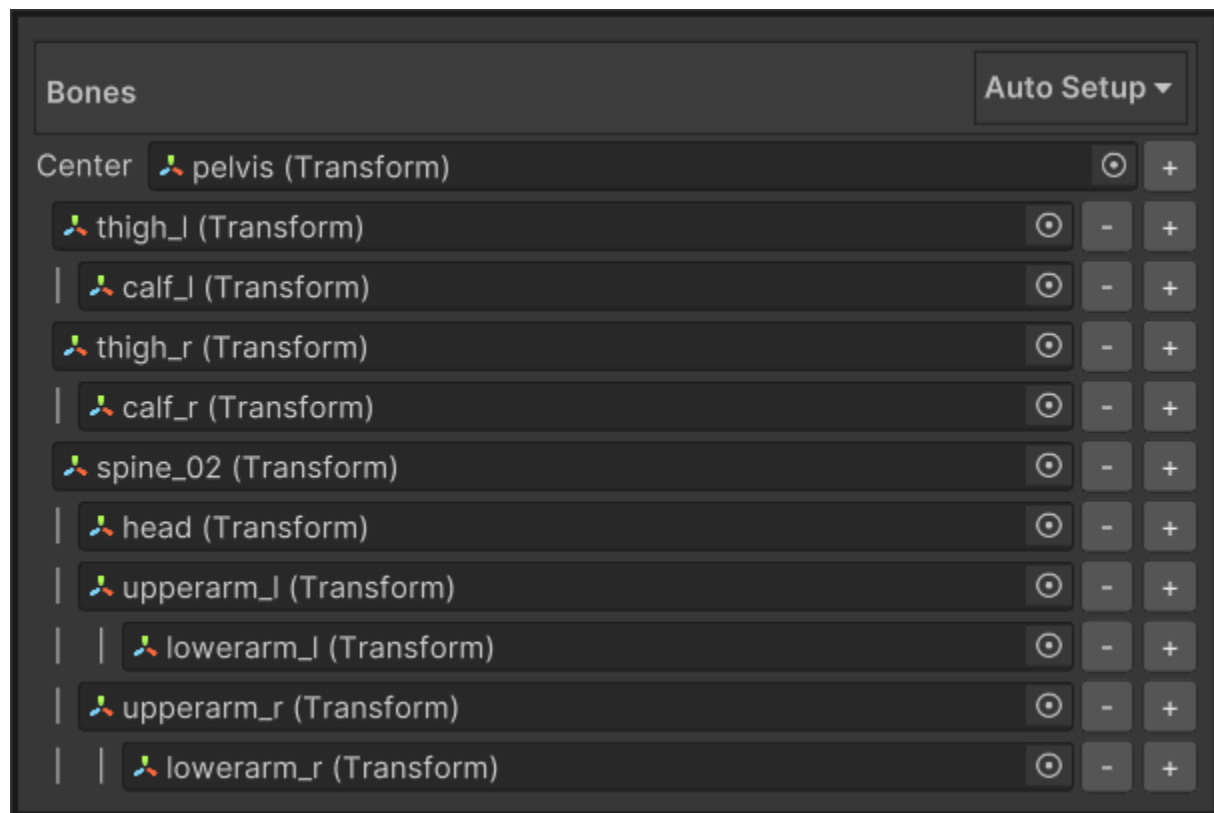 Bones
Auto Setup
Center pelvis (Transform) +
thigh_l (Transform) - +
calf_l (Transform) - +
thigh_r (Transform) - +
calf_r (Transform) - +
spine_02 (Transform) - +
head (Transform) - +
upperarm_l (Transform) - +
lowerarm_l (Transform) - +
upperarm_r (Transform) - +
lowerarm_r (Transform) - +